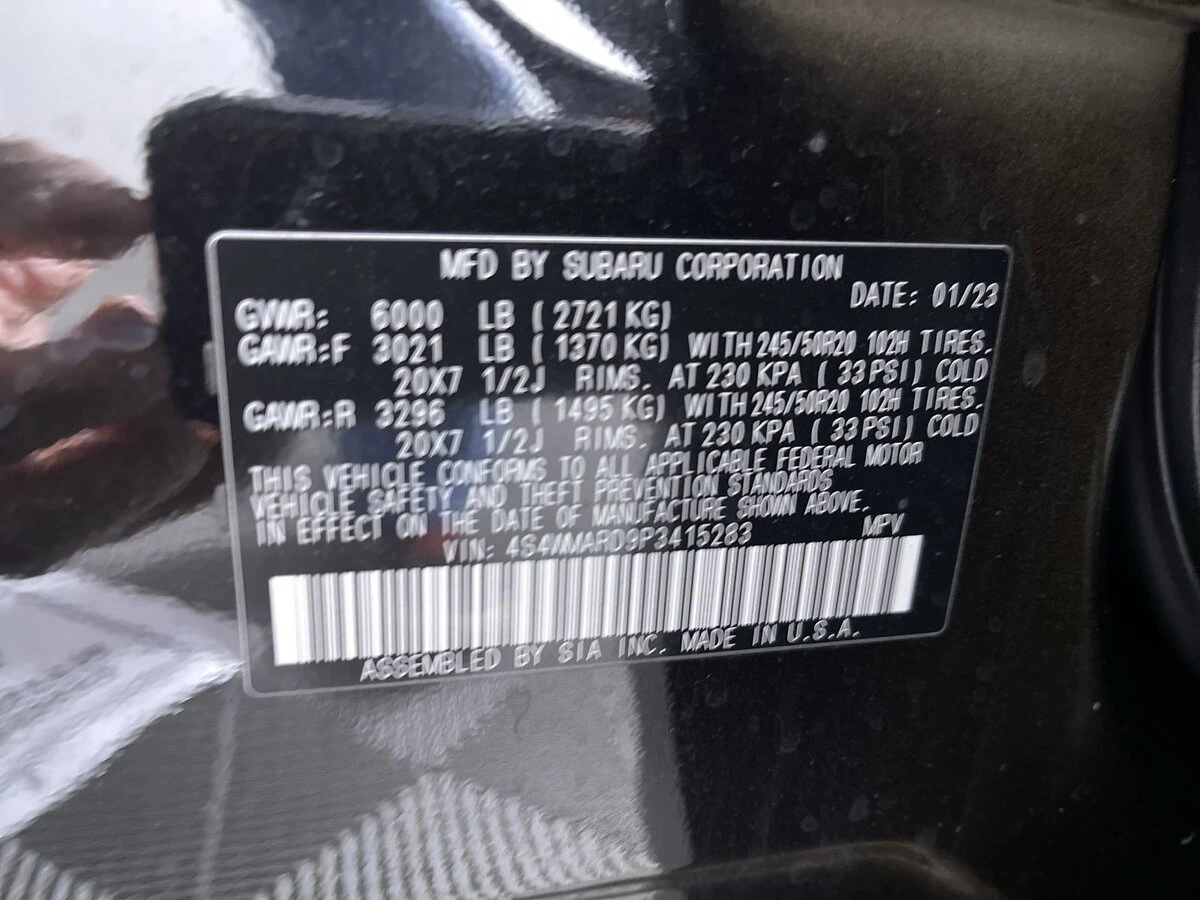 MFD BY SUBARU CORPORATION
DATE: 01/23
GVWR: 6000 LB ( 2721 KG)
GAWR:F 3021 LB ( 1370 KG) WITH 245/50R20 102H TIRES.
20X7 1/2J RIMS. AT 230 KPA ( 33 PSI) COLD
GAWR:R 3296 LB ( 1495 KG) WITH 245/50R20 102H TIRES.
20X7 1/2J RIMS. AT 230 KPA ( 33 PSI) COLD
THIS VEHICLE CONFORMS TO ALL APPLICABLE FEDERAL MOTOR
VEHICLE SAFETY AND THEFT PREVENTION STANDARDS
IN EFFECT ON THE DATE OF MANUFACTURE SHOWN ABOVE.
VIN: 4S4WMARD9P3415283 MPV
ASSEMBLED BY SIA INC. MADE IN U.S.A.